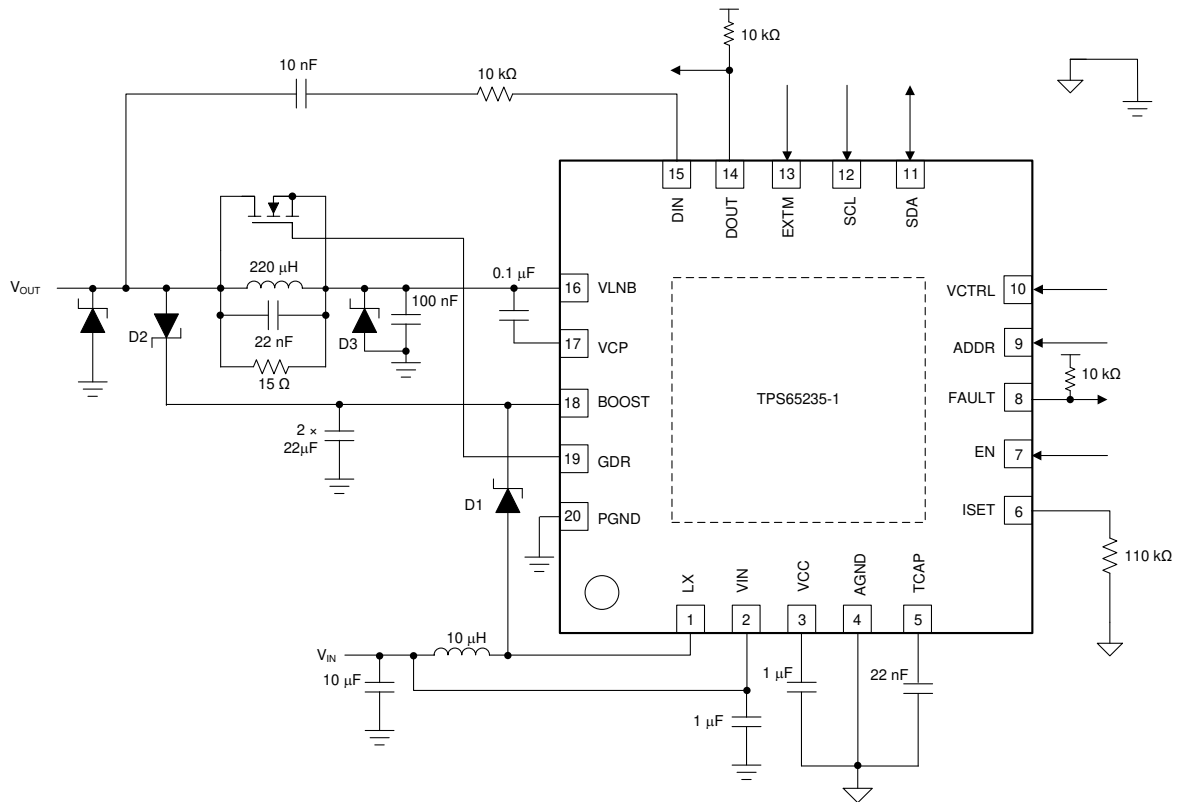 10 kΩ
10 nF
10 kΩ
15
14
13
12
11
DIN
DOUT
EXTM
SCL
SDA
220 μH
0.1 μF
V_OUT
16
VLNB
VCTRL
10
100 nF
D2
22 nF
D3
17
VCP
ADDR
9
15 Ω
10 kΩ
18
BOOST
TPS65235-1
FAULT
8
2 ×
22μF
19
GDR
EN
7
D1
20
PGND
ISET
6
110 kΩ
LX
VIN
VCC
AGND
TCAP
1
2
3
4
5
10 μH
V_IN
10 μF
1 μF
22 nF
1 μF